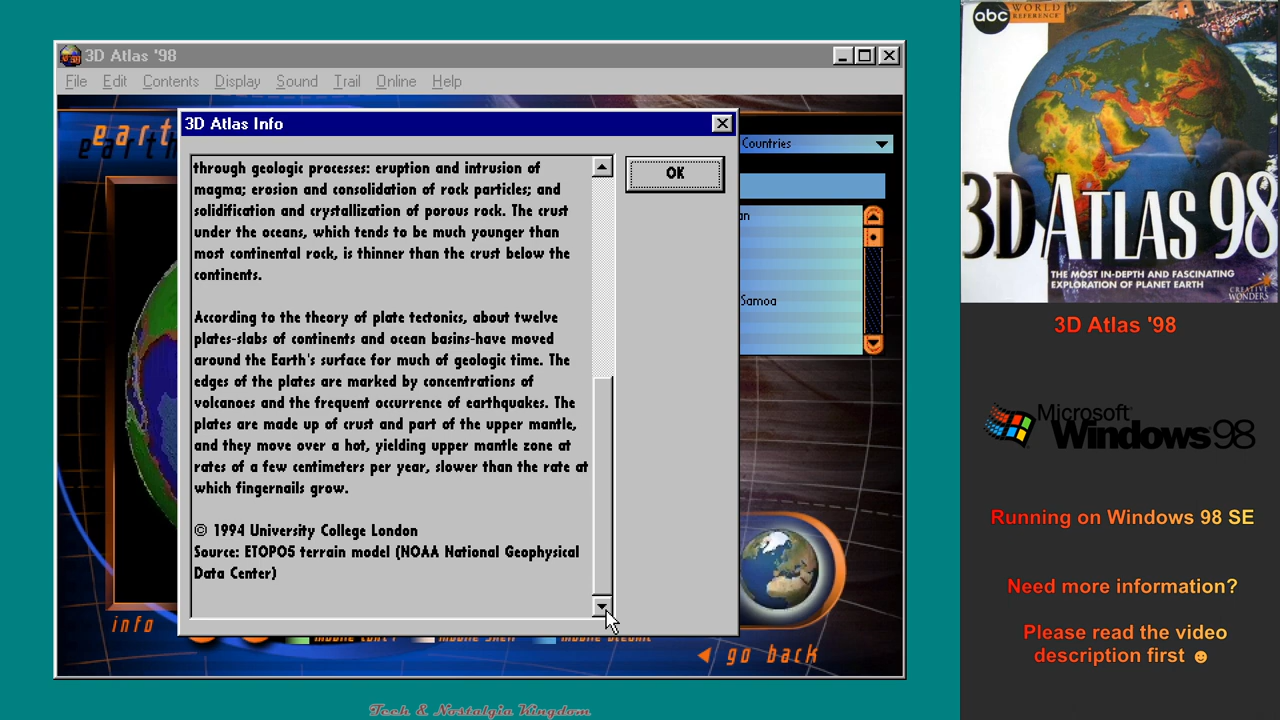 3D Atlas '98
File Edit Contents Display Sound Trail Online Help
3D Atlas Info
through geologic processes: eruption and intrusion of
magma; erosion and consolidation of rock particles; and
solidification and crystallization of porous rock. The crust
under the oceans, which tends to be much younger than
most continental rock, is thinner than the crust below the
continents.
According to the theory of plate tectonics, about twelve
plates-slabs of continents and ocean basins-have moved
around the Earth's surface for much of geologic time. The
edges of the plates are marked by concentrations of
volcanoes and the frequent occurrence of earthquakes. The
plates are made up of crust and part of the upper mantle,
and they move over a hot, yielding upper mantle zone at
rates of a few centimeters per year, slower than the rate at
which fingernails grow.
© 1994 University College London
Source: ETOPO5 terrain model (NOAA National Geophysical
Data Center)
OK
eart
Countries
an
Samoa
info
go back
Tech & Nostalgia Kingdom
abc WORLD
REFERENCE
3D ATLAS 98
THE MOST IN-DEPTH AND FASCINATING
EXPLORATION OF PLANET EARTH
CREATIVE
WONDERS
3D Atlas '98
Microsoft
Windows 98
Running on Windows 98 SE
Need more information?
Please read the video
description first ☻